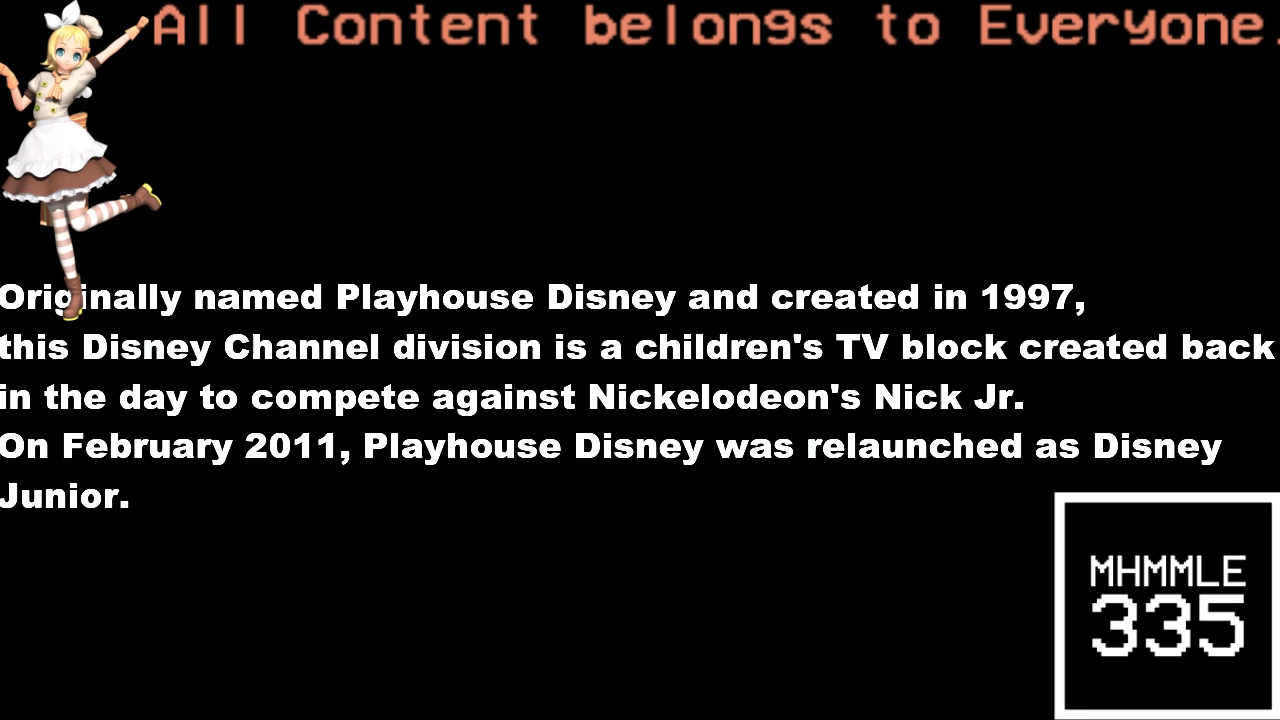 All Content belongs to Everyone.
Originally named Playhouse Disney and created in 1997,
this Disney Channel division is a children's TV block created back
in the day to compete against Nickelodeon's Nick Jr.
On February 2011, Playhouse Disney was relaunched as Disney
Junior.
MHMMLE
335